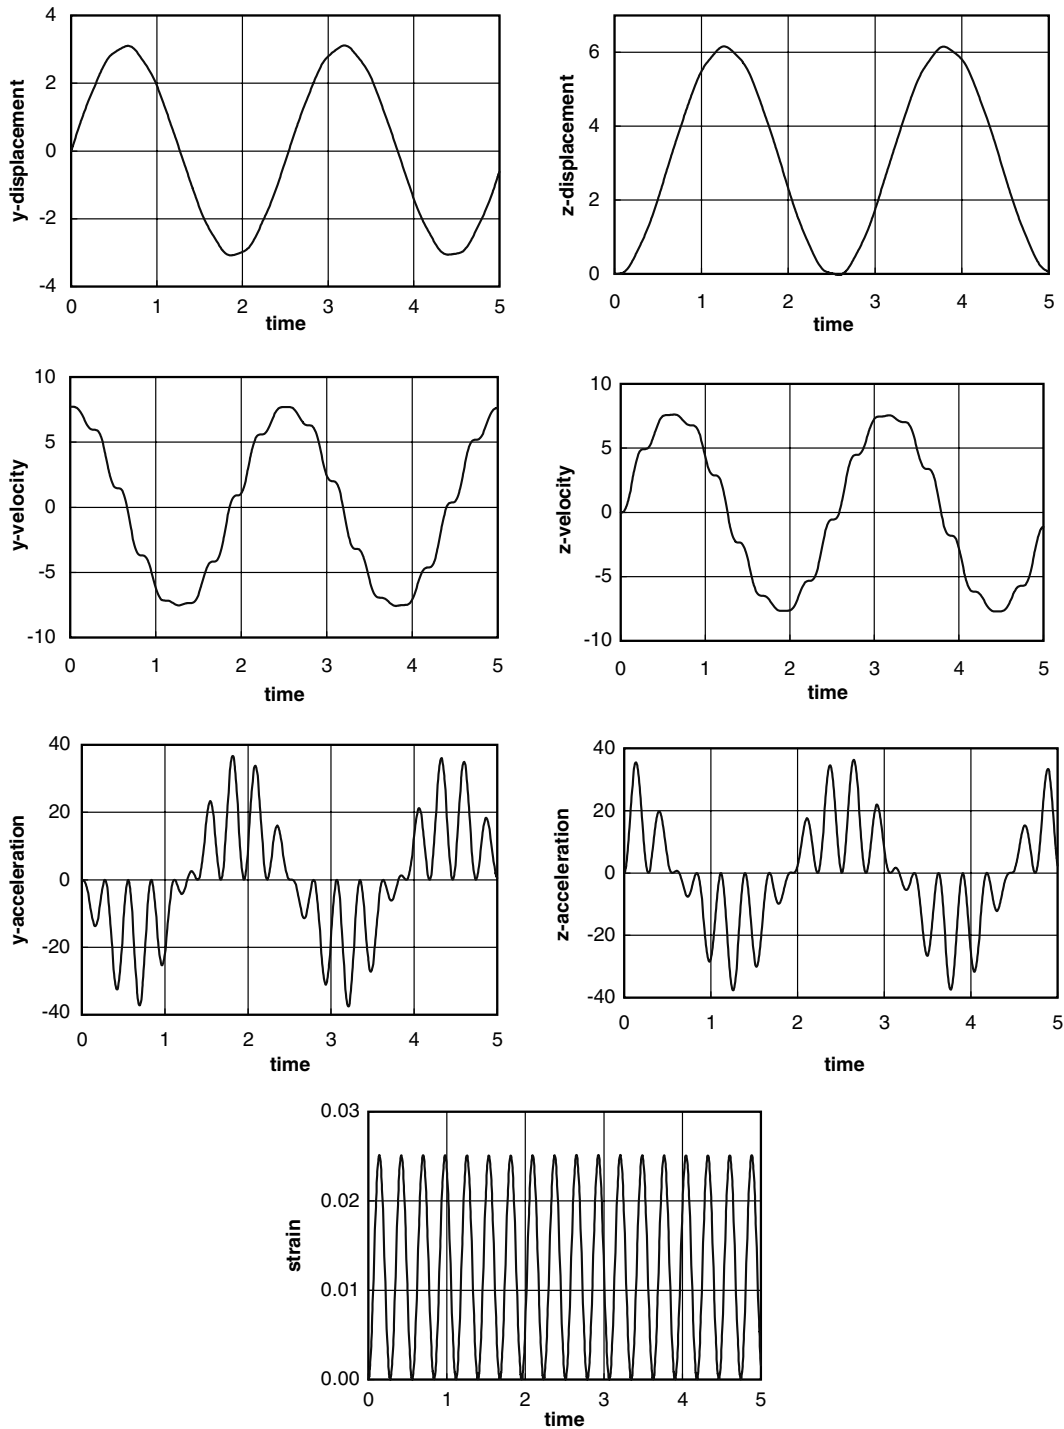 4
2
0
-2
-4
y-displacement
0 1 2 3 4 5
time
6
4
2
0
z-displacement
0 1 2 3 4 5
time
10
5
0
-5
-10
y-velocity
0 1 2 3 4 5
time
10
5
0
-5
-10
z-velocity
0 1 2 3 4 5
time
40
20
0
-20
-40
y-acceleration
0 1 2 3 4 5
time
40
20
0
-20
-40
z-acceleration
0 1 2 3 4 5
time
0.03
0.02
0.01
0.00
strain
0 1 2 3 4 5
time